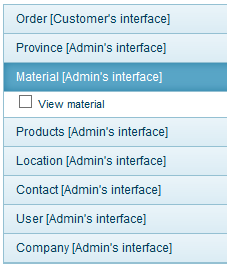 Order [Customer's interface]
Province [Admin's interface]
Material [Admin's interface]
View material
Products [Admin's interface]
Location [Admin's interface]
Contact [Admin's interface]
User [Admin's interface]
Company [Admin's interface]